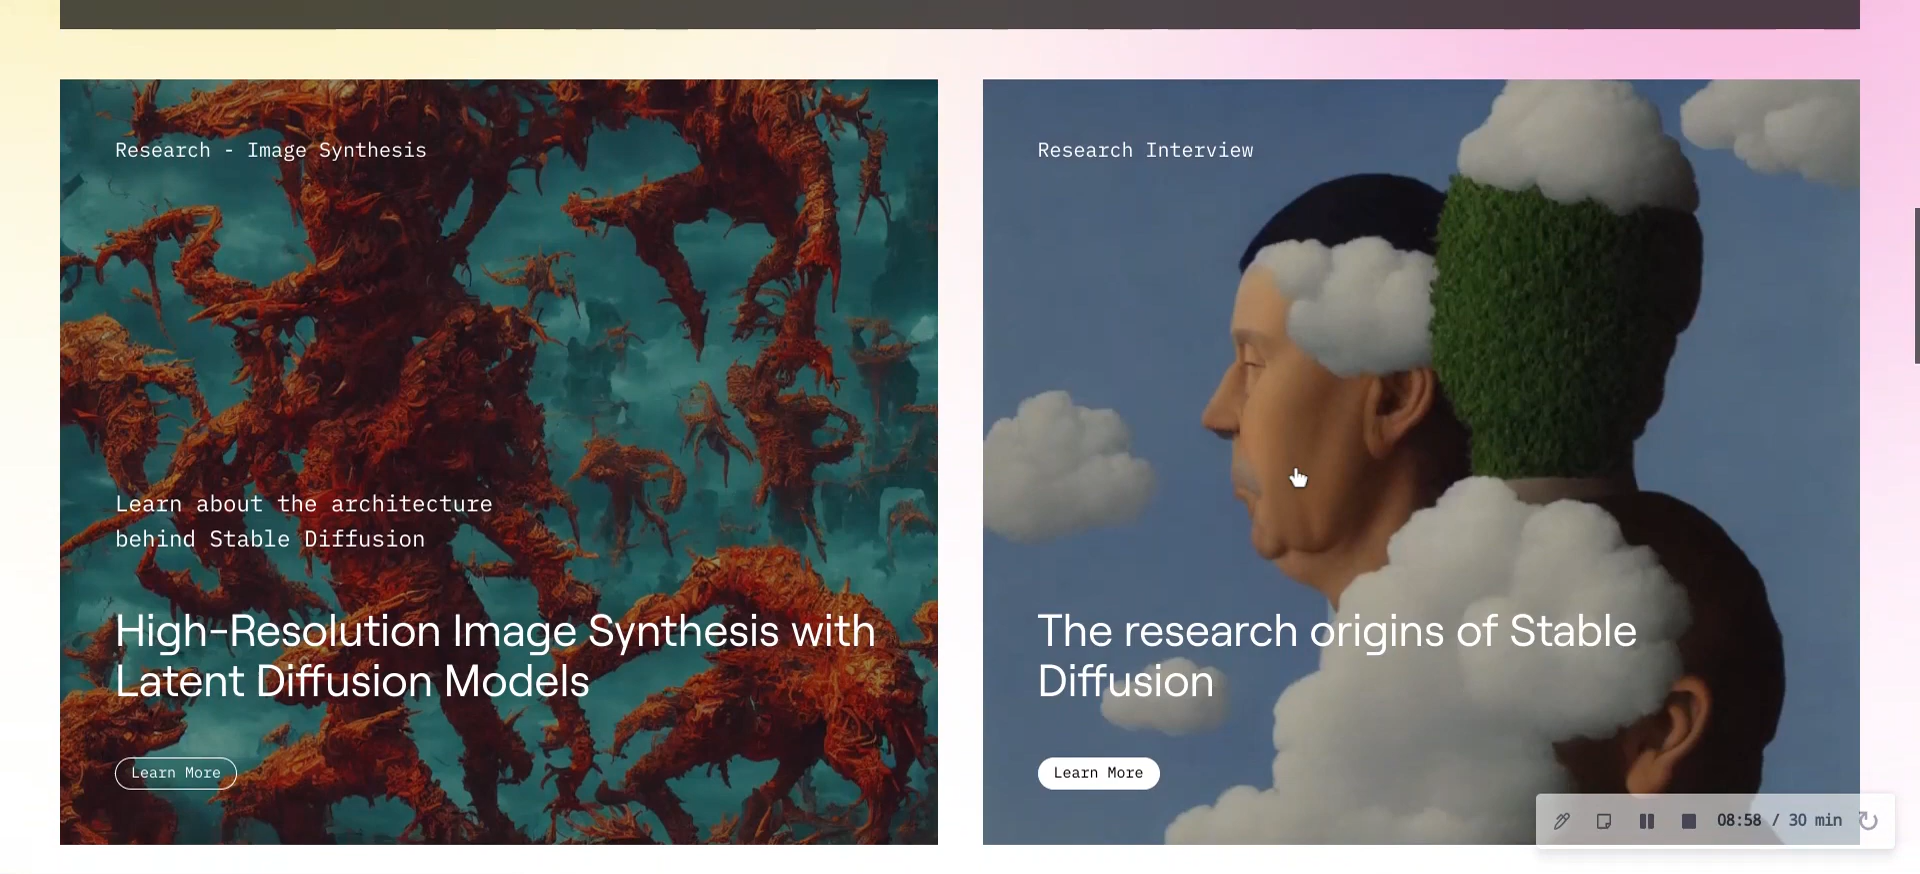 Research - Image Synthesis
Learn about the architecture
behind Stable Diffusion
High-Resolution Image Synthesis with
Latent Diffusion Models
Learn More
Research Interview
The research origins of Stable
Diffusion
Learn More
08:58 / 30 min